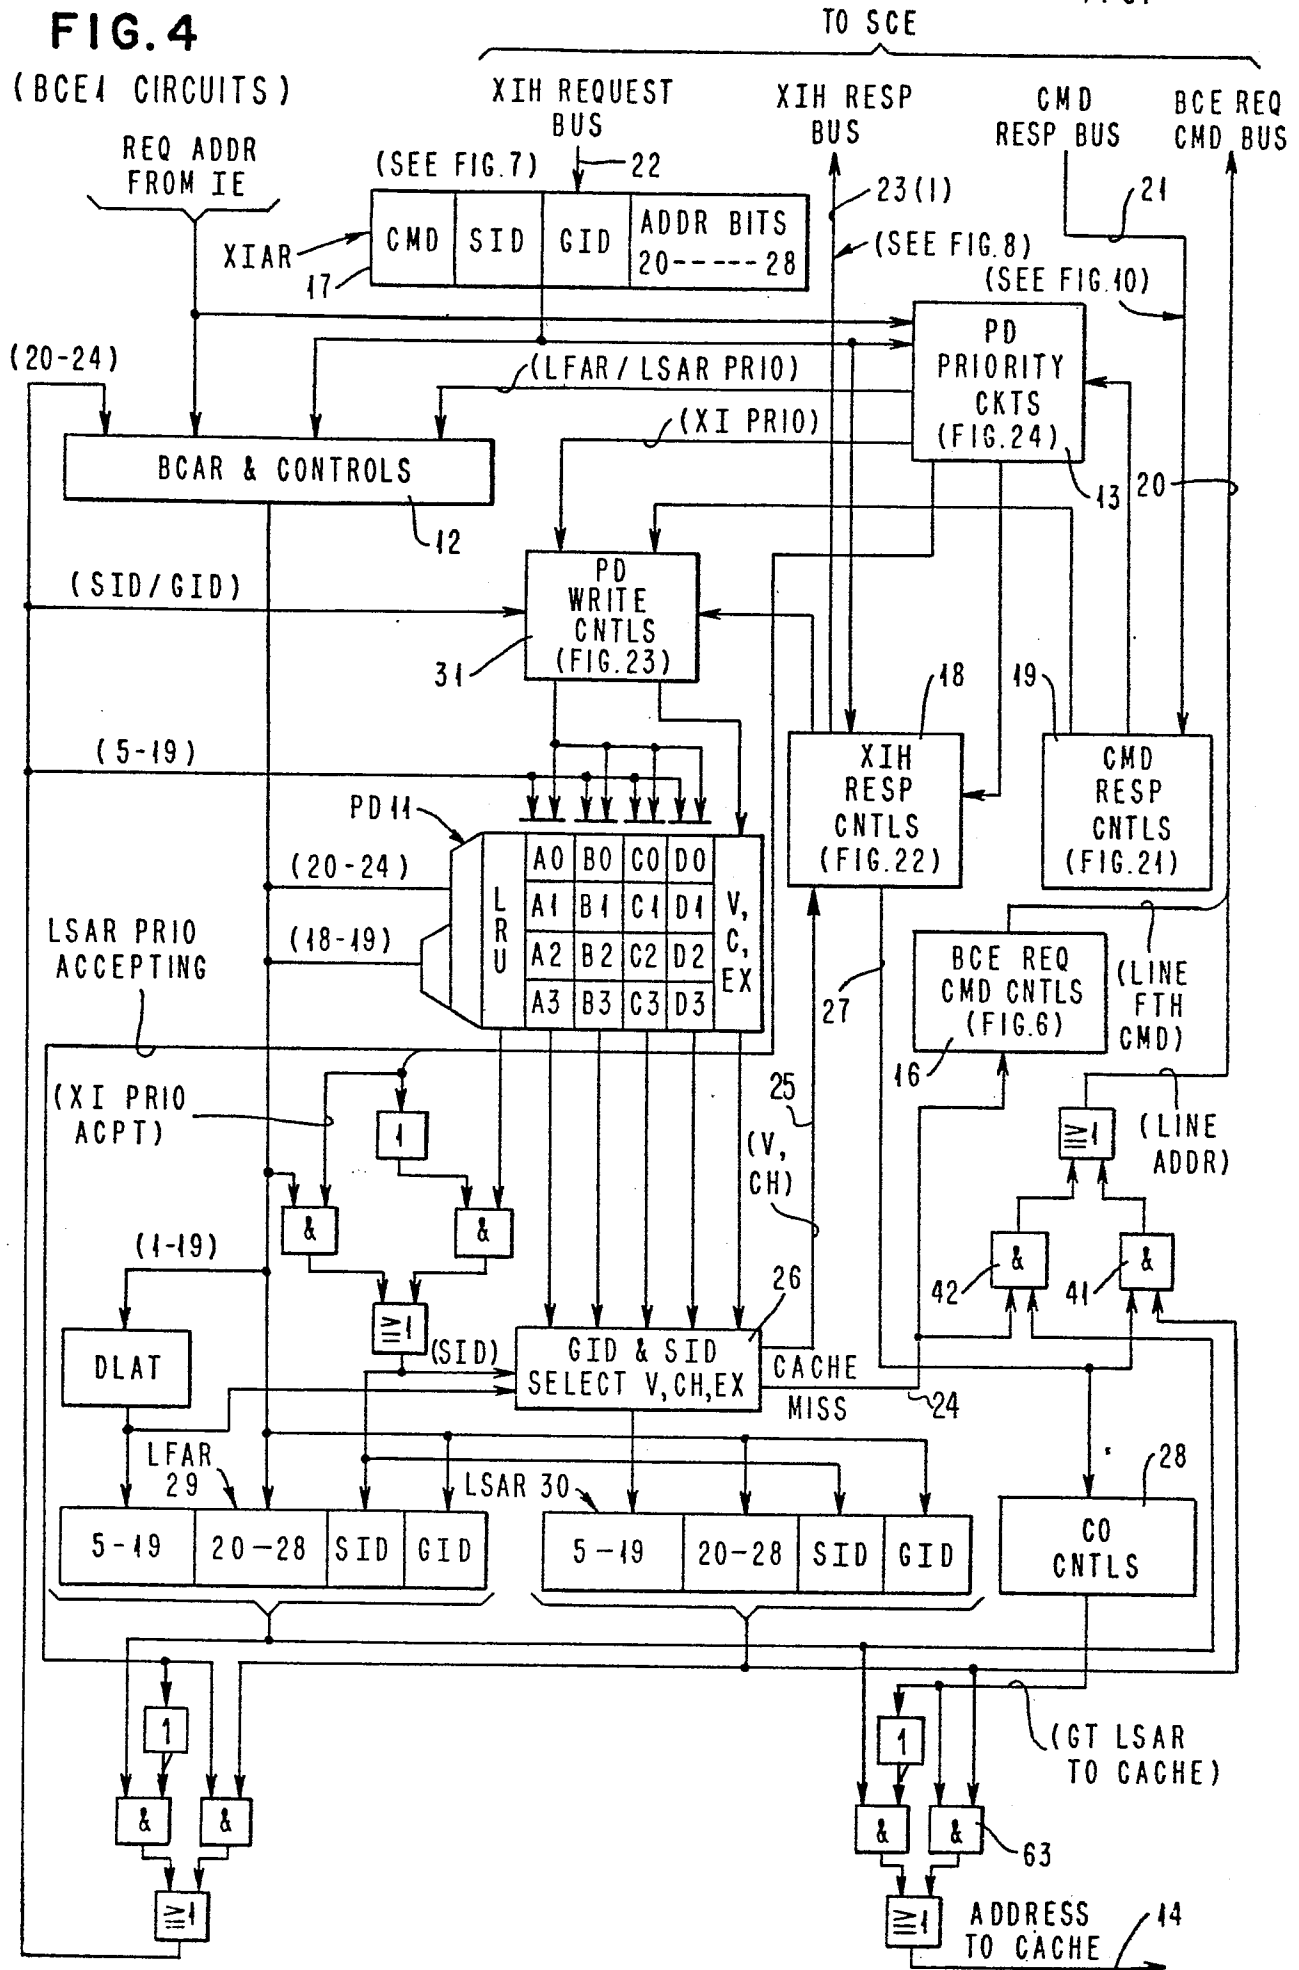 FIG.4
(BCE1 CIRCUITS)
TO SCE
XIH REQUEST
BUS
XIH RESP
BUS
CMD
RESP BUS
BCE REQ
CMD BUS
REQ ADDR
FROM IE
(SEE FIG.7)
22
23(1)
21
XIAR
17
CMD
SID
GID
ADDR BITS
20-----28
(SEE FIG.8)
(SEE FIG.10)
(20-24)
(LFAR/LSAR PRIO)
(XI PRIO)
PD
PRIORITY
CKTS
(FIG.24)
13
20
BCAR & CONTROLS
12
(SID/GID)
PD
WRITE
CNTLS
(FIG.23)
31
18
19
(5-19)
XIH
RESP
CNTLS
(FIG.22)
CMD
RESP
CNTLS
(FIG.21)
PD 11
(20-24)
(18-19)
LRU
A0 B0 C0 D0
A1 B1 C1 D1
A2 B2 C2 D2
A3 B3 C3 D3
V,
C,
EX
LSAR PRIO
ACCEPTING
27
BCE REQ
CMD CNTLS
(FIG.6)
16
(LINE
FTH
CMD)
(XI PRIO
ACPT)
1
25
(V,
CH)
≥1
(LINE
ADDR)
&
&
(1-19)
26
42
&
41
&
DLAT
≥1
(SID)
GID & SID
SELECT V,CH,EX
CACHE
MISS
24
LFAR
29
LSAR 30
28
5-19
20-28
SID
GID
5-19
20-28
SID
GID
CO
CNTLS
1
1
(GT LSAR
TO CACHE)
&
&
&
&
63
≥1
≥1
ADDRESS
TO CACHE
14